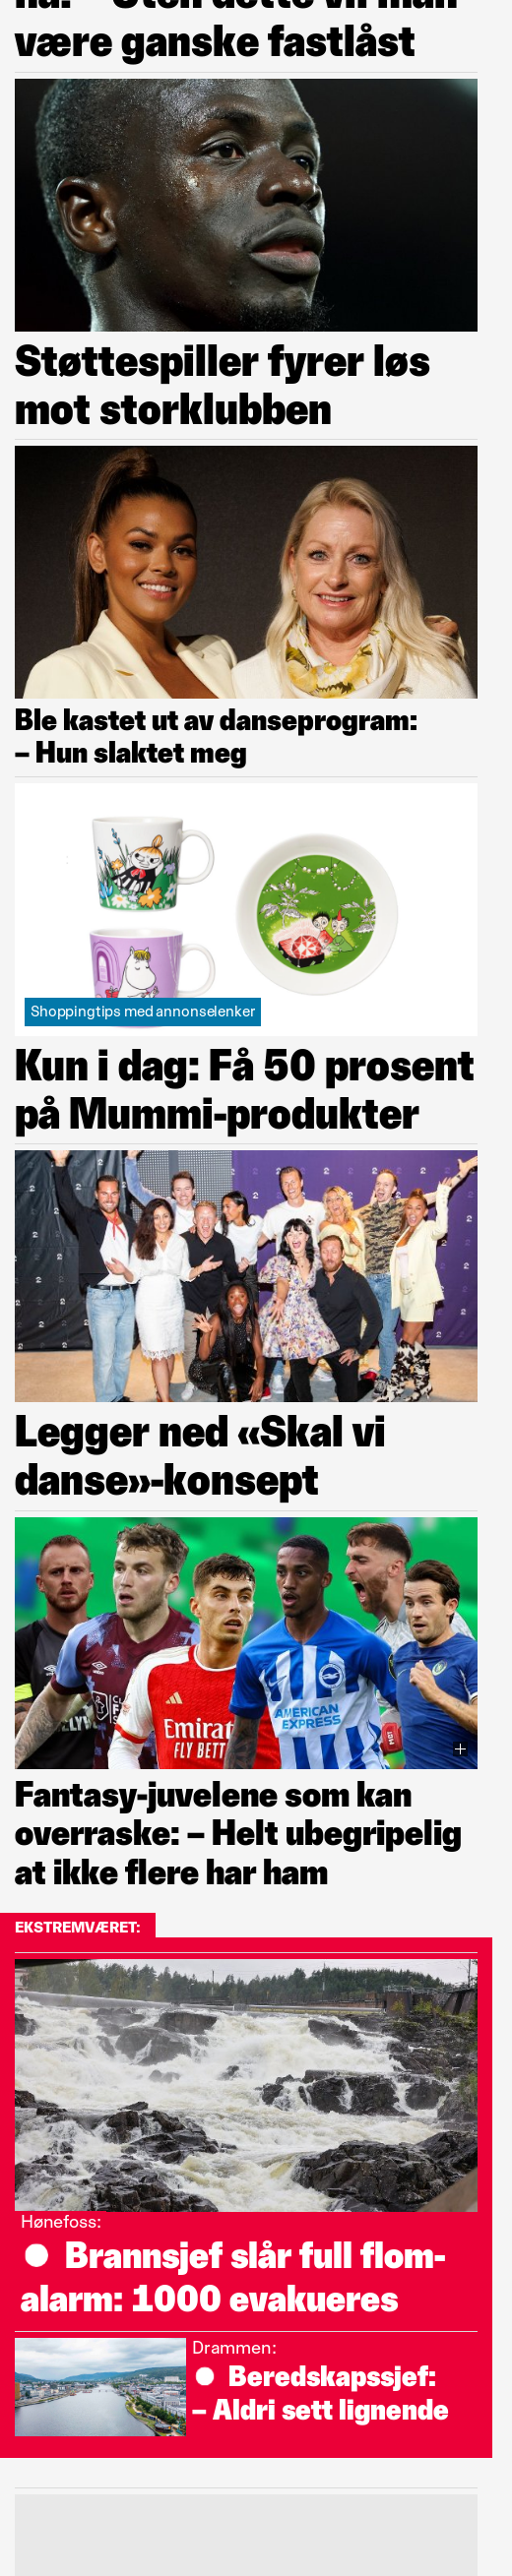 være ganske fastlåst
Støttespiller fyrer løs
mot storklubben
Ble kastet ut av danseprogram:
– Hun slaktet meg
Shoppingtips med annonselenker
Kun i dag: Få 50 prosent
på Mummi-produkter
Legger ned «Skal vi
danse»-konsept
Emirates
FLY BETT
AMERICAN
EXPRESS
Fantasy-juvelene som kan
overraske: – Helt ubegripelig
at ikke flere har ham
EKSTREMVÆRET:
Hønefoss:
● Brannsjef slår full flom-
alarm: 1000 evakueres
Drammen:
● Beredskapssjef:
– Aldri sett lignende